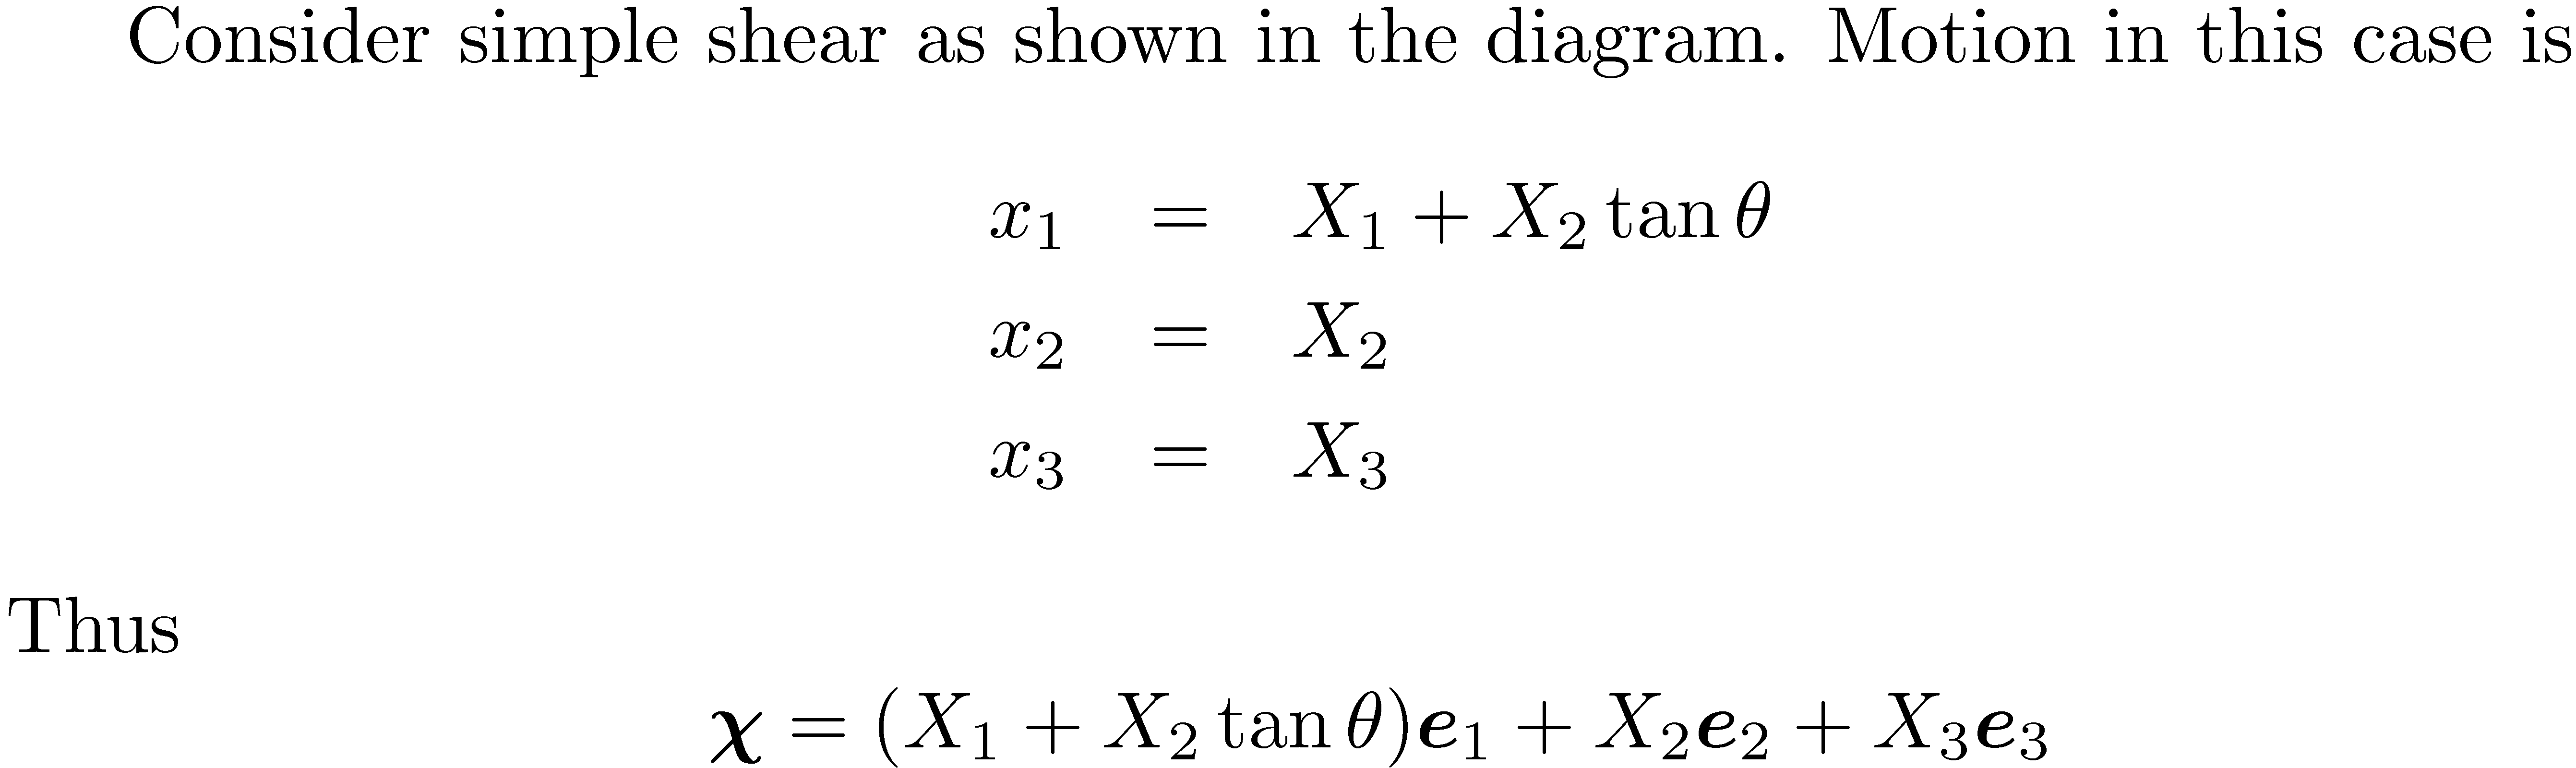 Consider simple shear as shown in the diagram. Motion in this case is
x₁ = X₁ + X₂ tan θ
x₂ = X₂
x₃ = X₃
Thus
χ = (X₁ + X₂ tan θ)e₁ + X₂e₂ + X₃e₃